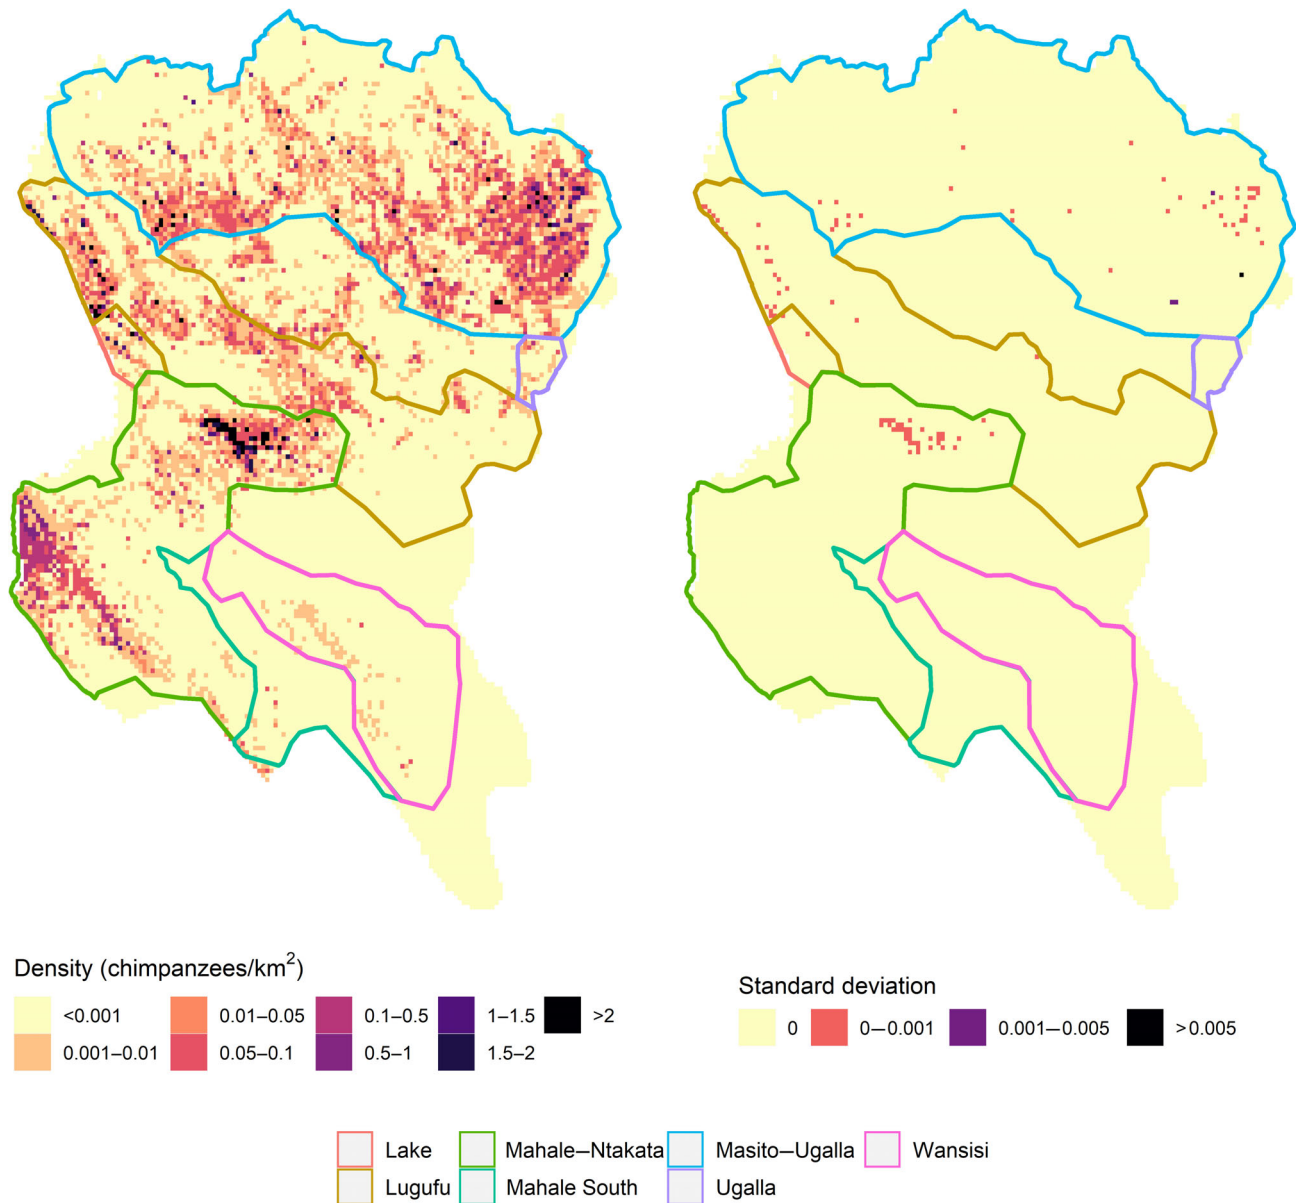 Density (chimpanzees/km²)
<0.001
0.01–0.05
0.1–0.5
1–1.5
>2
0.001–0.01
0.05–0.1
0.5–1
1.5–2
Standard deviation
0
0–0.001
0.001–0.005
>0.005
Lake
Mahale–Ntakata
Masito–Ugalla
Wansisi
Lugufu
Mahale South
Ugalla